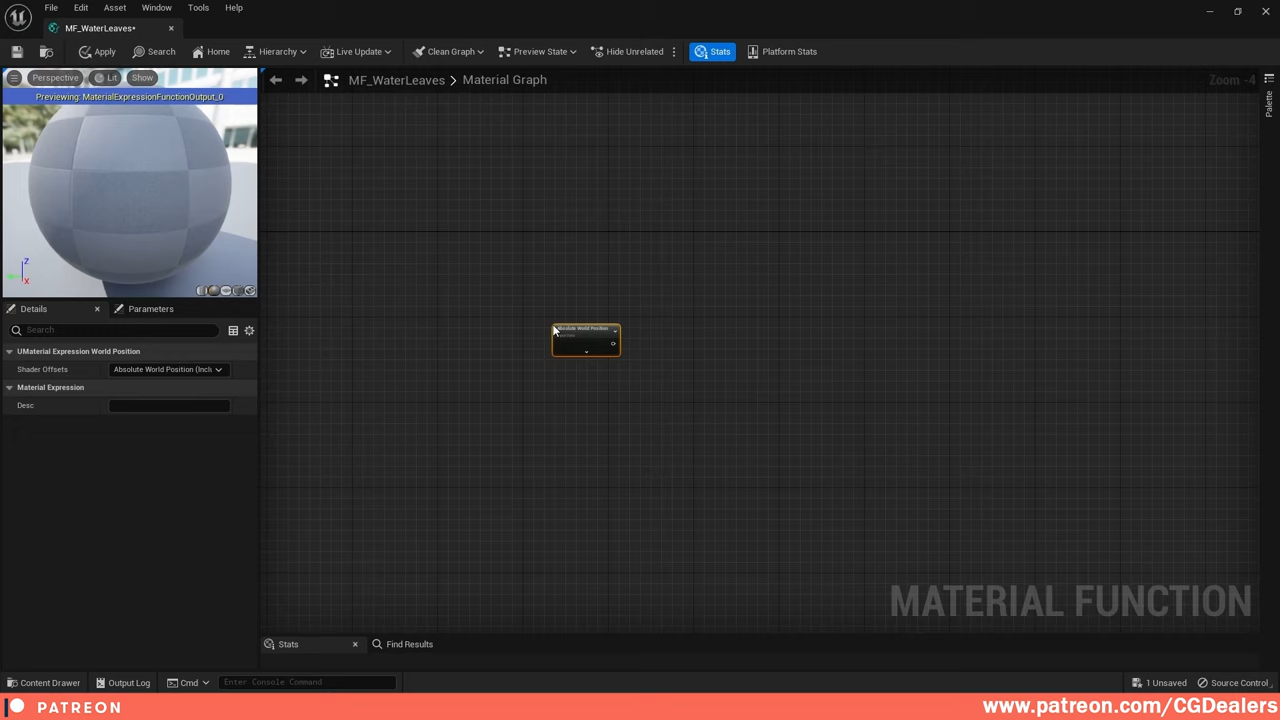 File Edit Asset Window Tools Help
MF_WaterLeaves•
Apply Search Home Hierarchy Live Update Clean Graph Preview State Hide Unrelated Stats Platform Stats
Perspective Lit Show
MF_WaterLeaves > Material Graph
Zoom -4
Palette
Previewing: MaterialExpressionFunctionOutput_0
Z
X
Details
Parameters
Search
UMaterial Expression World Position
Shader Offsets Absolute World Position (Incl
Material Expression
Desc
Absolute World Position
MATERIAL FUNCTION
Stats
Find Results
Content Drawer Output Log Cmd Enter Console Command 1 Unsaved Source Control
PATREON
www.patreon.com/CGDealers